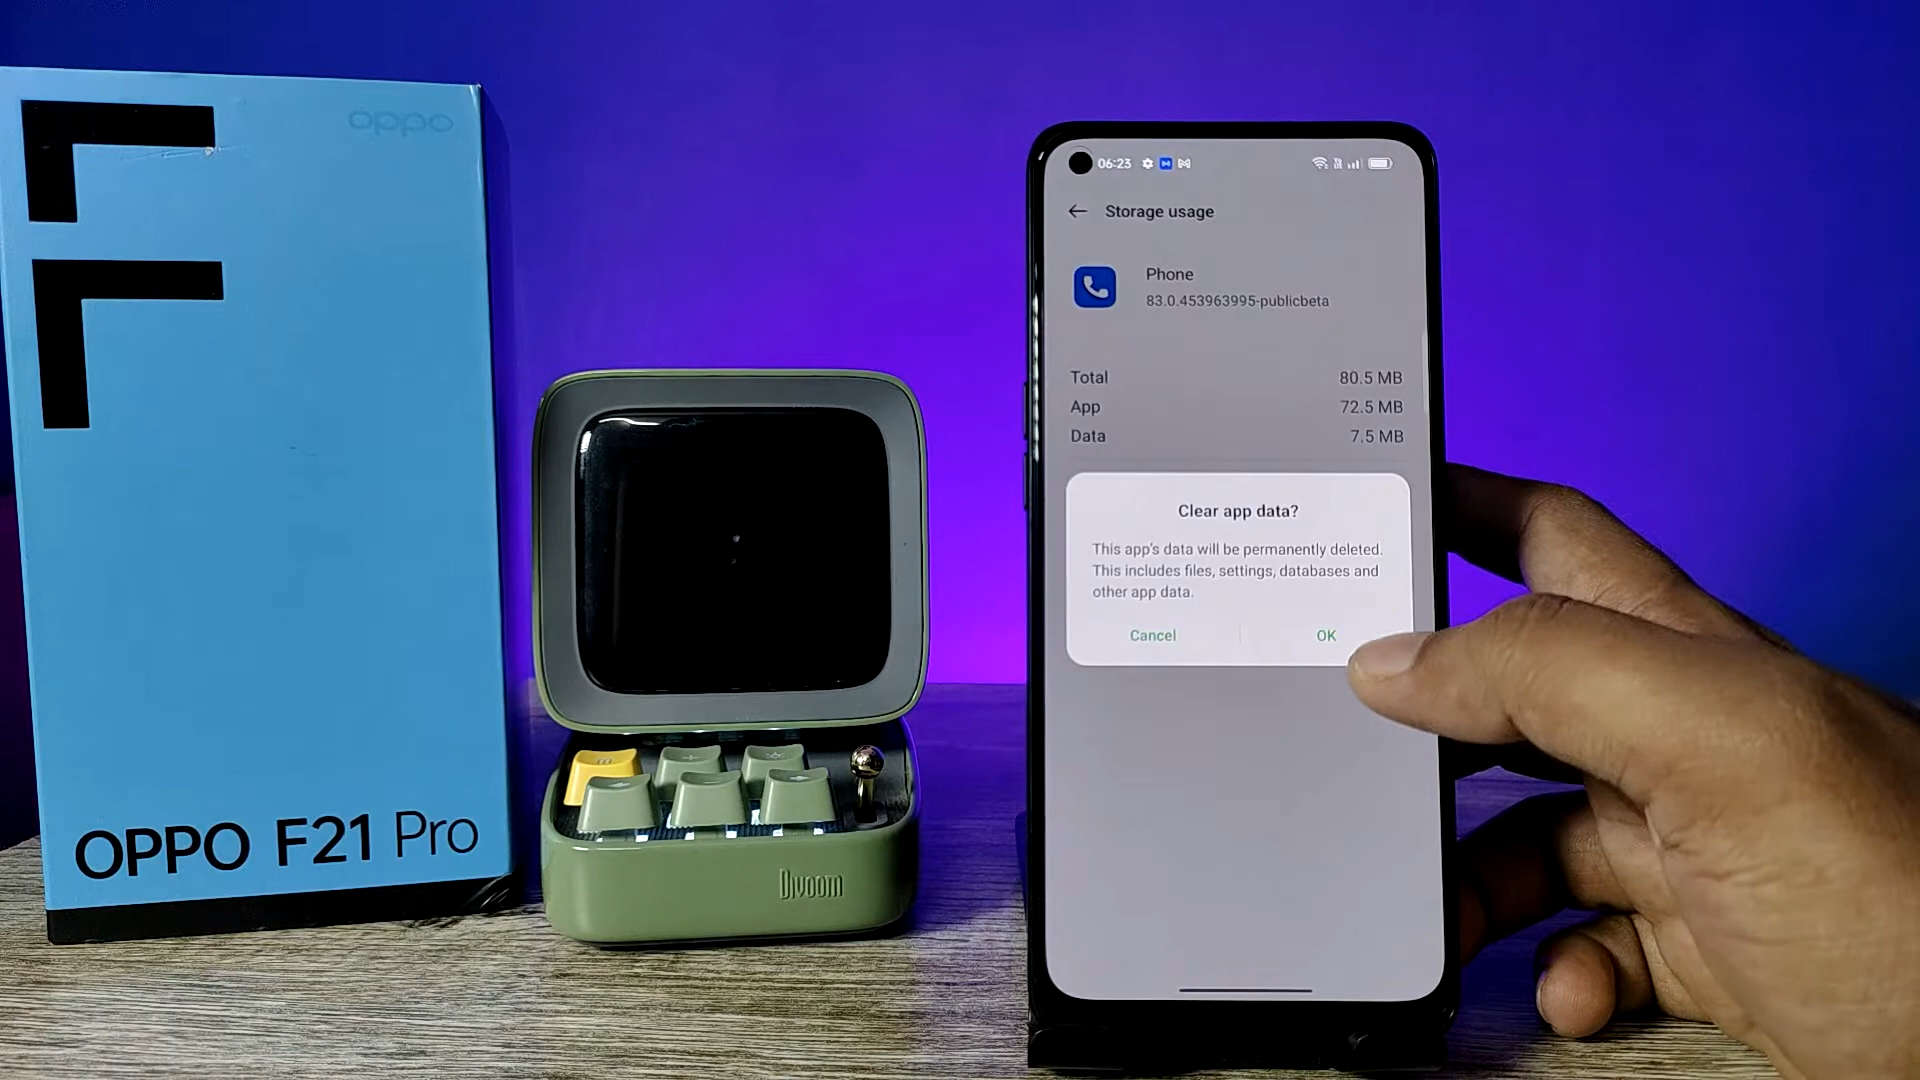 oppo
OPPO F21 Pro
Divoom
06:23
Storage usage
Phone
83.0.453963995-publicbeta
Total 80.5 MB
App 72.5 MB
Data 7.5 MB
Clear app data?
This app's data will be permanently deleted.
This includes files, settings, databases and
other app data.
Cancel OK